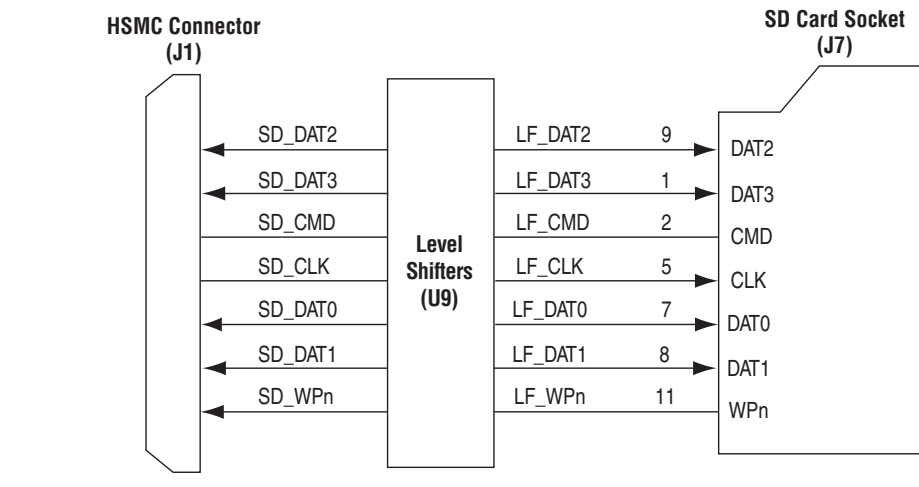 HSMC Connector
(J1)
SD Card Socket
(J7)
SD_DAT2 LF_DAT2 9 DAT2
SD_DAT3 LF_DAT3 1 DAT3
SD_CMD LF_CMD 2 CMD
Level
Shifters
(U9)
SD_CLK LF_CLK 5 CLK
SD_DAT0 LF_DAT0 7 DAT0
SD_DAT1 LF_DAT1 8 DAT1
SD_WPn LF_WPn 11 WPn